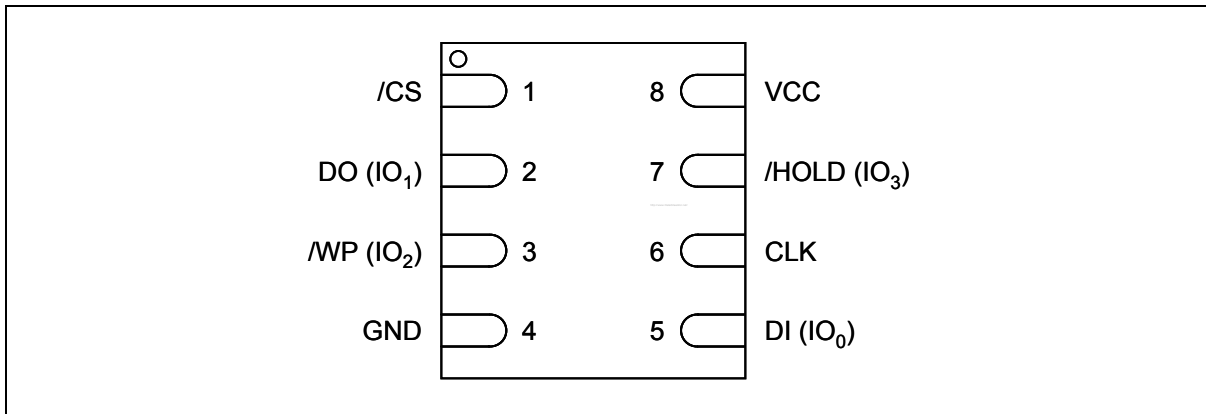 /CS 1 8 VCC
DO (IO₁) 2 7 /HOLD (IO₃)
/WP (IO₂) 3 6 CLK
GND 4 5 DI (IO₀)